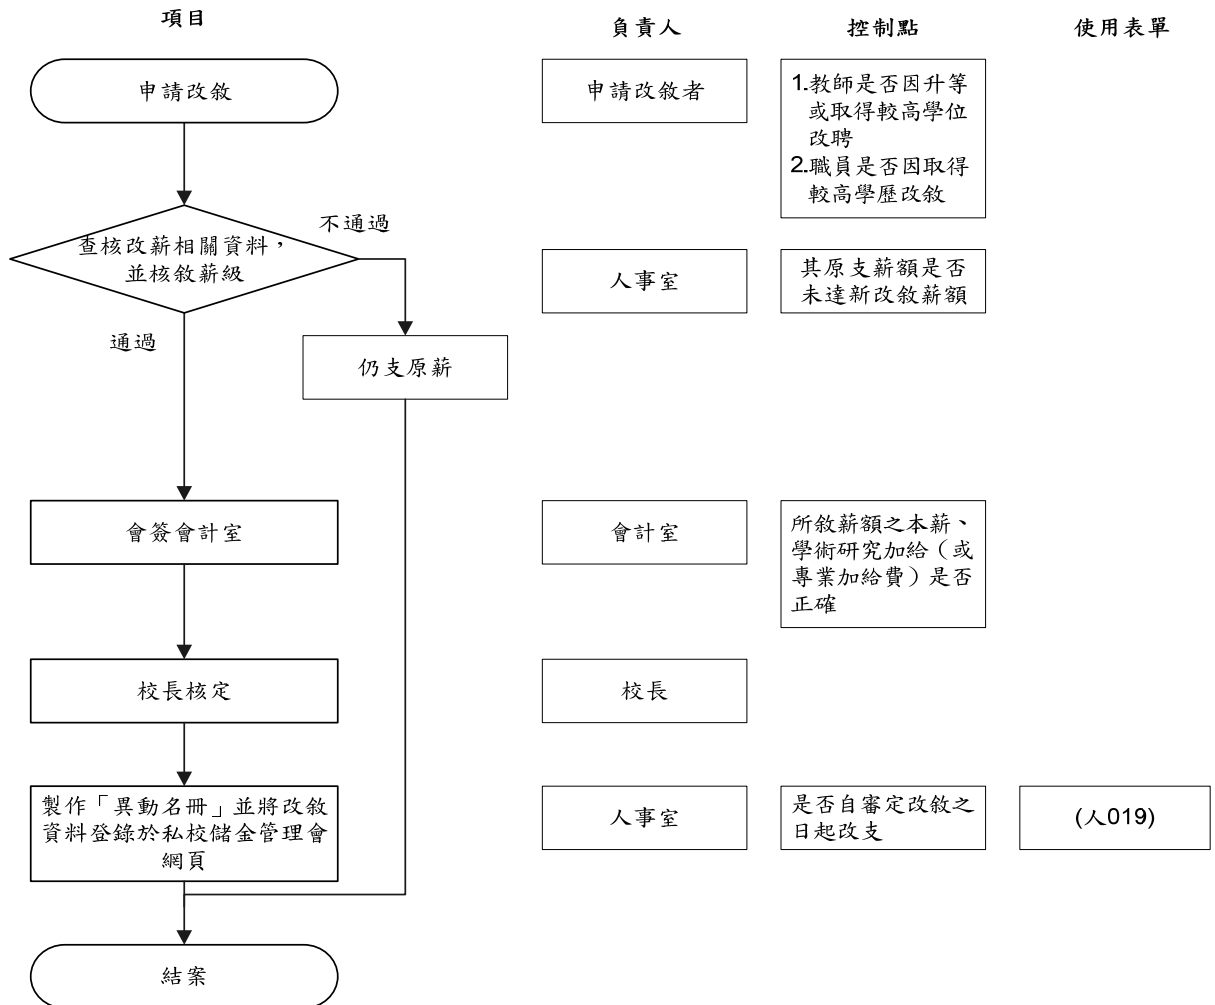 項目
負責人
控制點
使用表單
申請改敘
申請改敘者
1.教師是否因升等
或取得較高學位
改聘
2.職員是否因取得
較高學歷改敘
不通過
查核改薪相關資料，
並核敘薪級
人事室
其原支薪額是否
未達新改敘薪額
通過
仍支原薪
會簽會計室
會計室
所敘薪額之本薪、
學術研究加給（或
專業加給費）是否
正確
校長核定
校長
製作「異動名冊」並將改敘
資料登錄於私校儲金管理會
網頁
人事室
是否自審定改敘之
日起改支
(人019)
結案